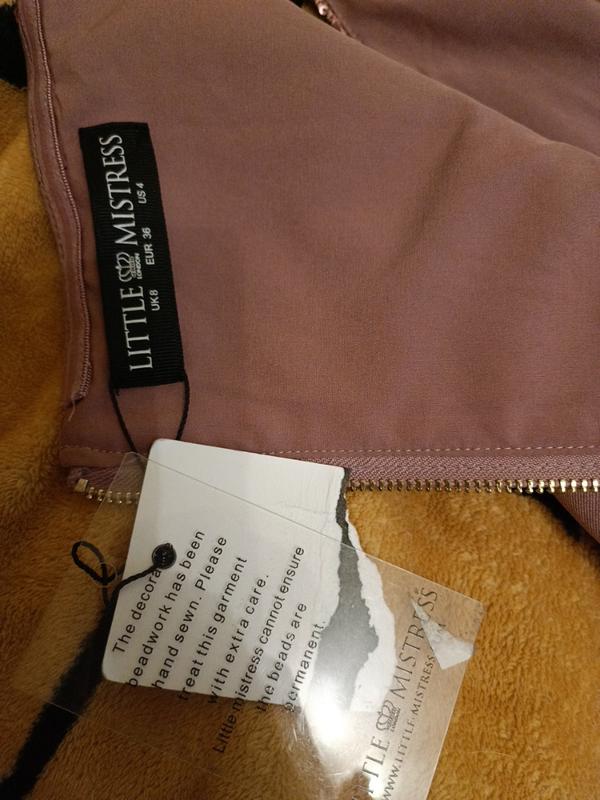 LITTLE MISTRESS
LONDON
UK 8 EUR 36 US 4
The decora
beadwork has been
hand sewn. Please
treat this garment
with extra care.
Little mistress cannot ensure
the beads are
permanent.
TLE MISTRESS
WWW.LITTLE-MISTRESS